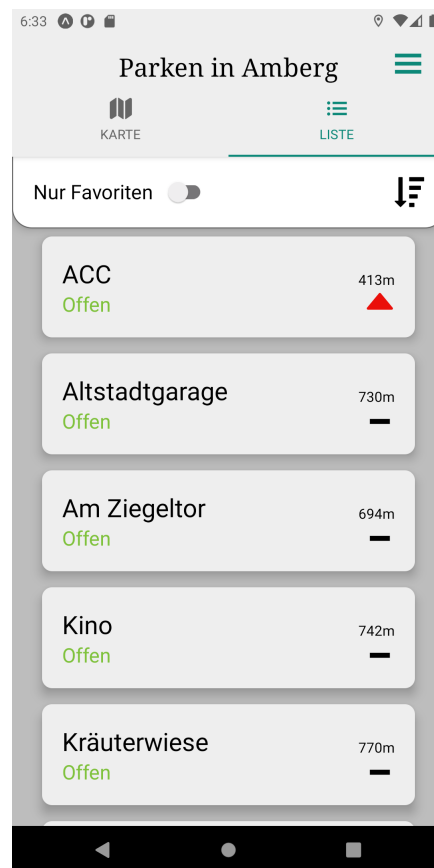 6:33
Parken in Amberg
KARTE
LISTE
Nur Favoriten
ACC
413m
Offen
Altstadtgarage
730m
Offen
Am Ziegeltor
694m
Offen
Kino
742m
Offen
Kräuterwiese
770m
Offen